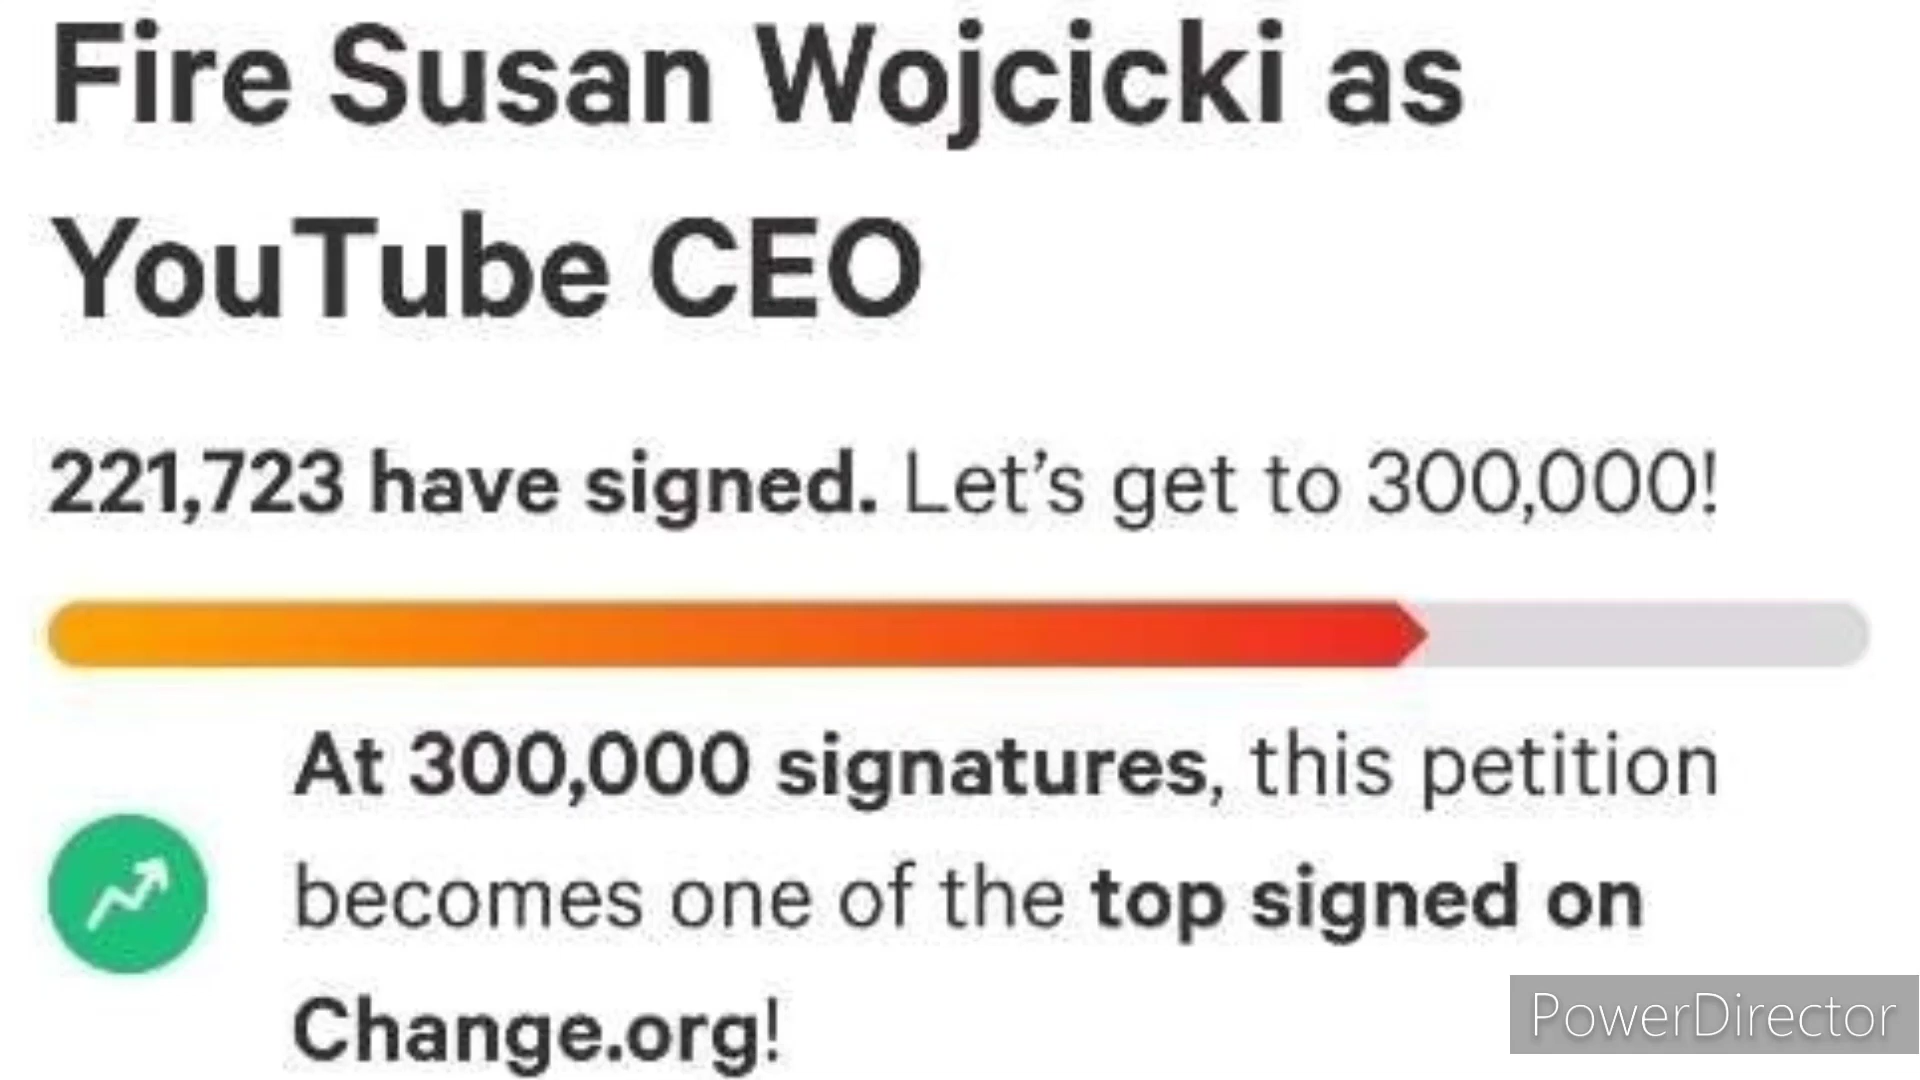 Fire Susan Wojcicki as
YouTube CEO
221,723 have signed. Let’s get to 300,000!
At 300,000 signatures, this petition
becomes one of the top signed on
Change.org!
PowerDirector